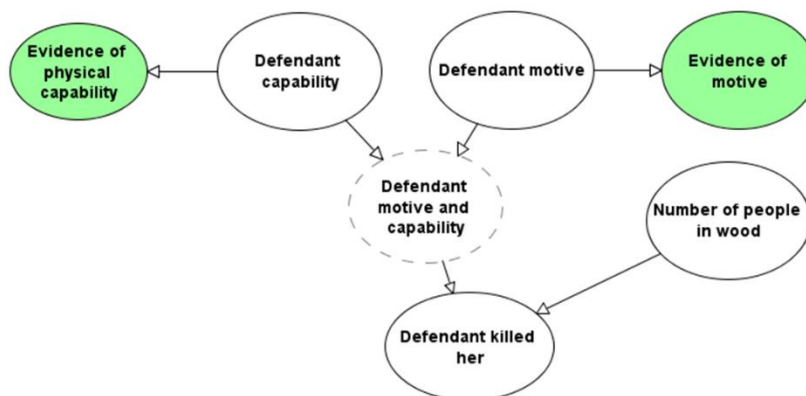 Evidence of
physical
capability
Defendant
capability
Defendant motive
Evidence of
motive
Defendant
motive and
capability
Number of people
in wood
Defendant killed
her